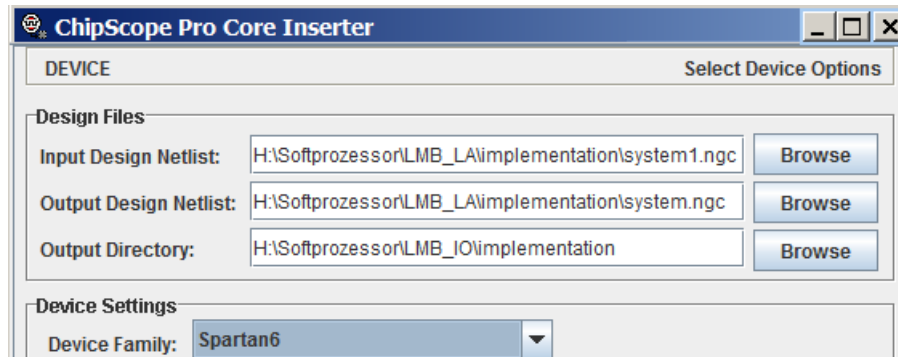 ChipScope Pro Core Inserter
DEVICE Select Device Options
Design Files
Input Design Netlist: H:\Softprozessor\LMB_LA\implementation\system1.ngc Browse
Output Design Netlist: H:\Softprozessor\LMB_LA\implementation\system.ngc Browse
Output Directory: H:\Softprozessor\LMB_IO\implementation Browse
Device Settings
Device Family: Spartan6